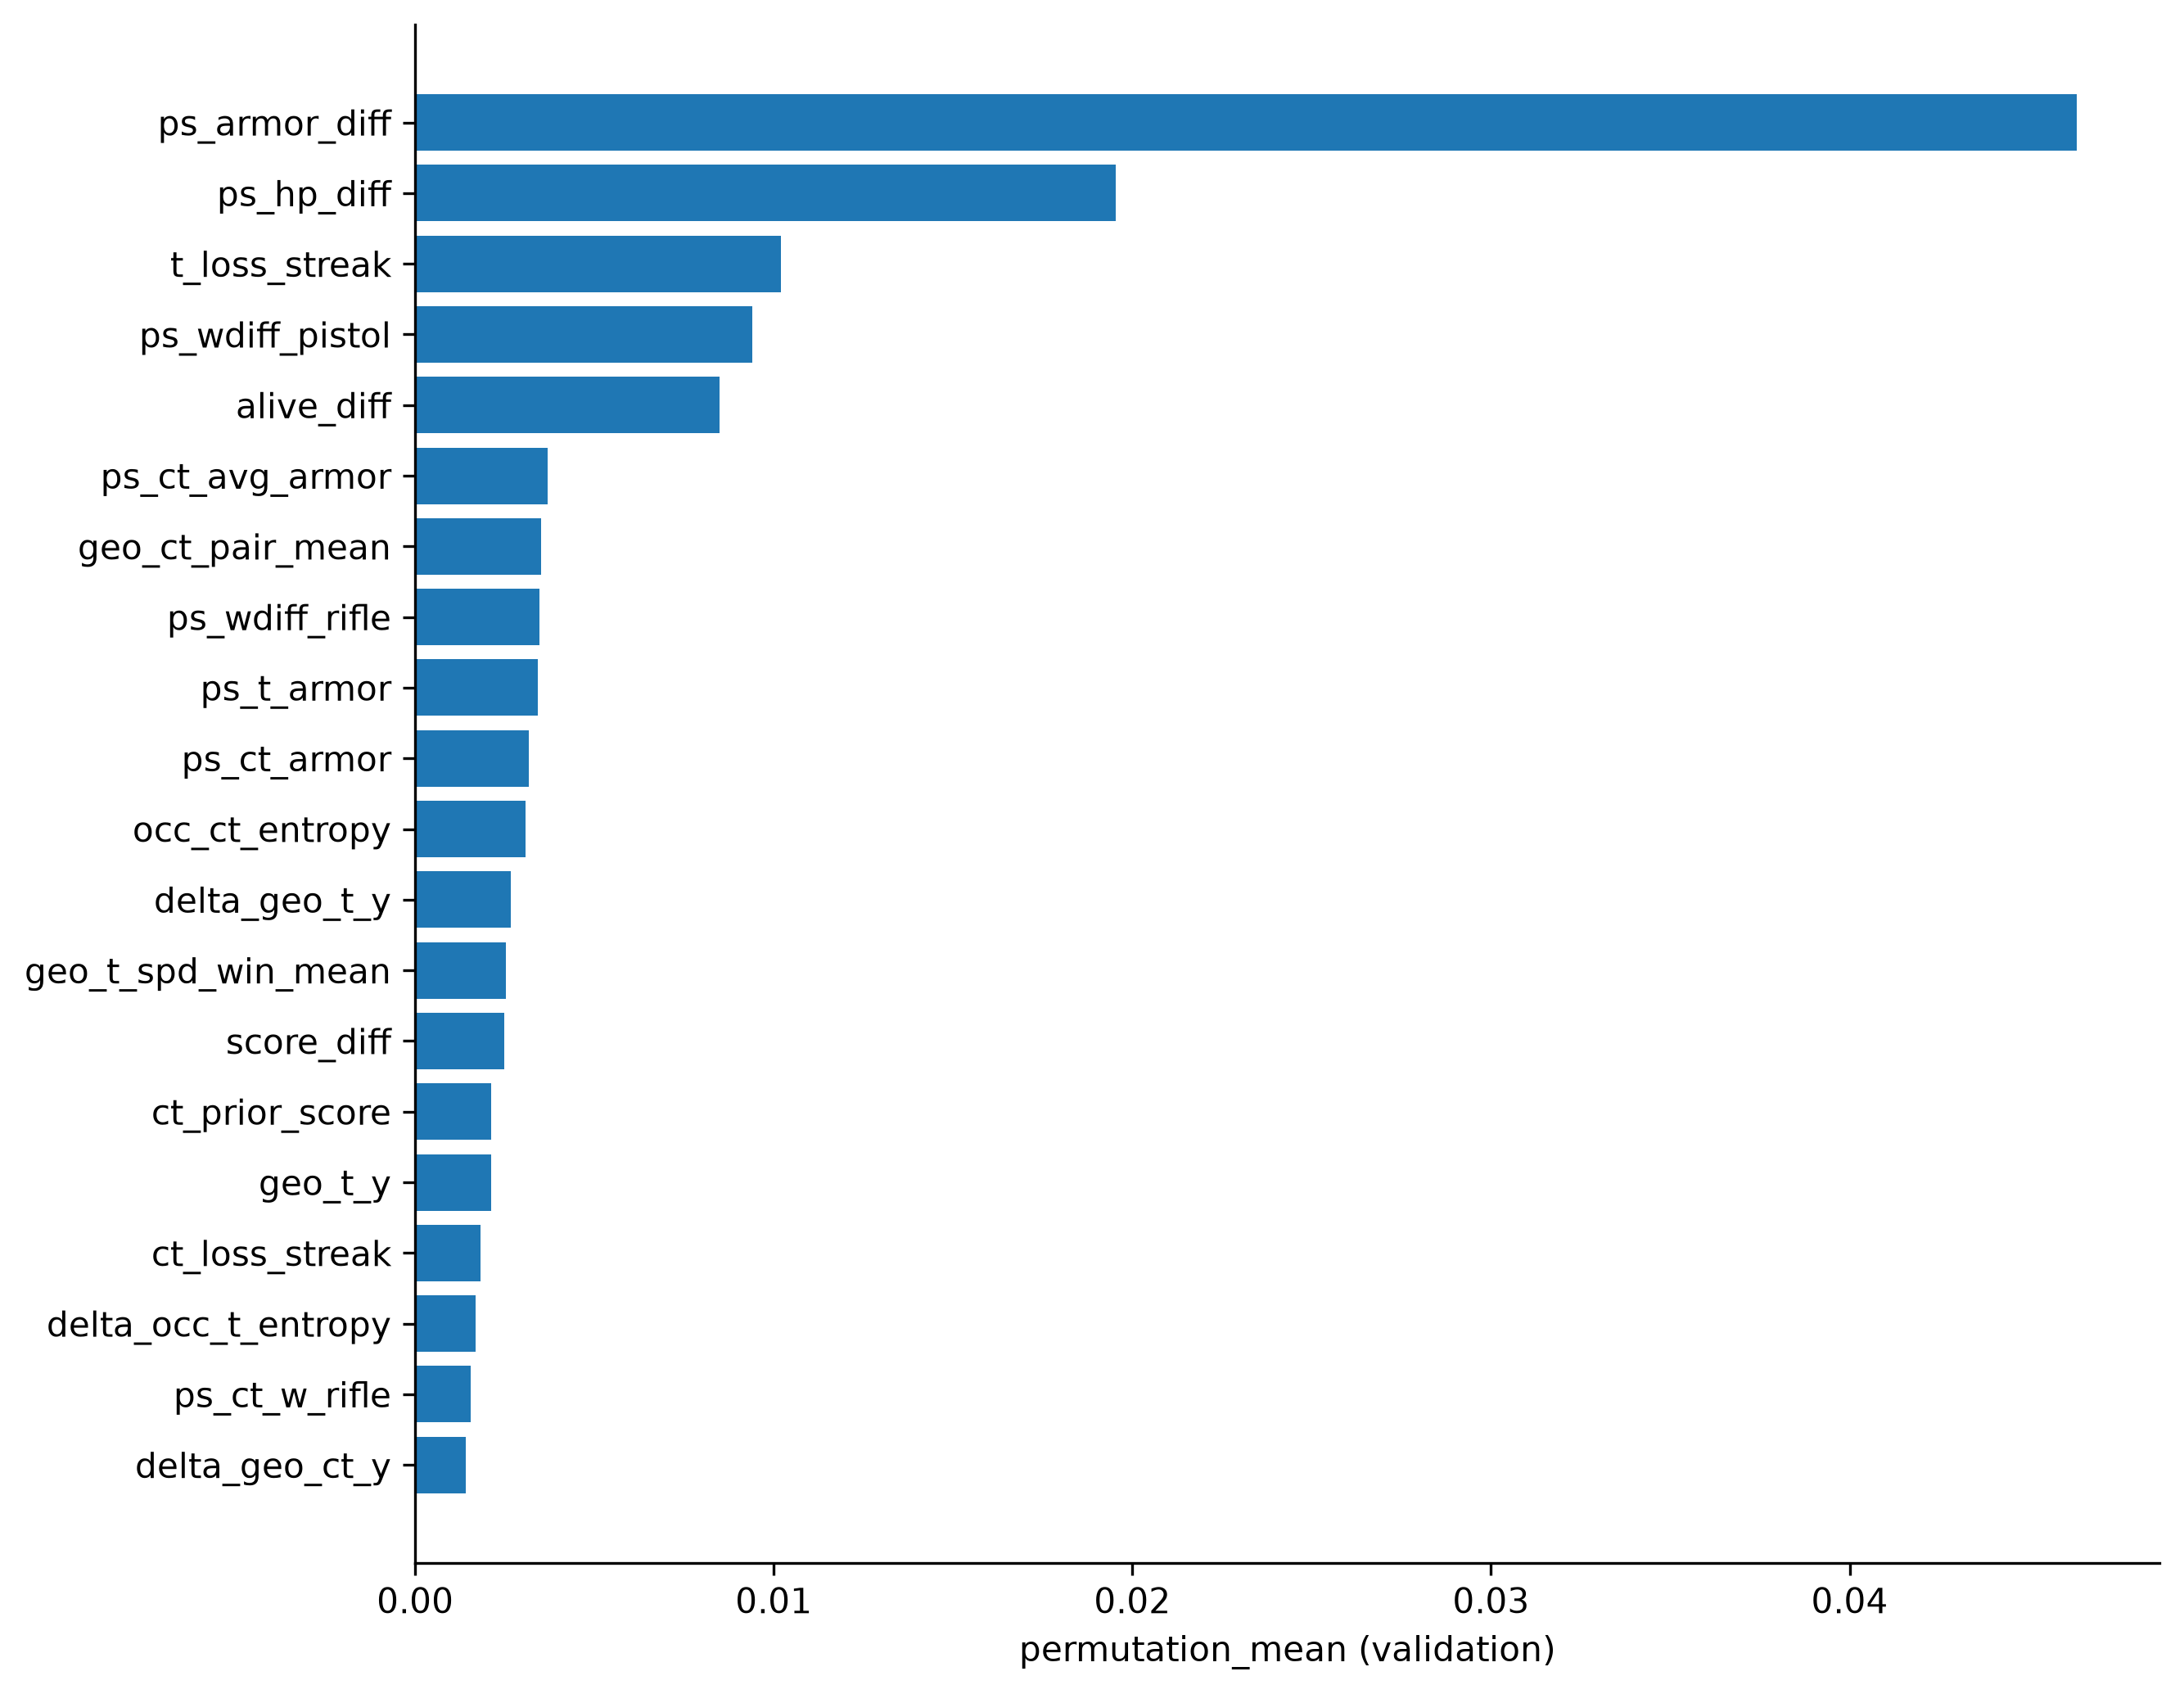 ps_armor_diff
ps_hp_diff
t_loss_streak
ps_wdiff_pistol
alive_diff
ps_ct_avg_armor
geo_ct_pair_mean
ps_wdiff_rifle
ps_t_armor
ps_ct_armor
occ_ct_entropy
delta_geo_t_y
geo_t_spd_win_mean
score_diff
ct_prior_score
geo_t_y
ct_loss_streak
delta_occ_t_entropy
ps_ct_w_rifle
delta_geo_ct_y
0.00 0.01 0.02 0.03 0.04
permutation_mean (validation)